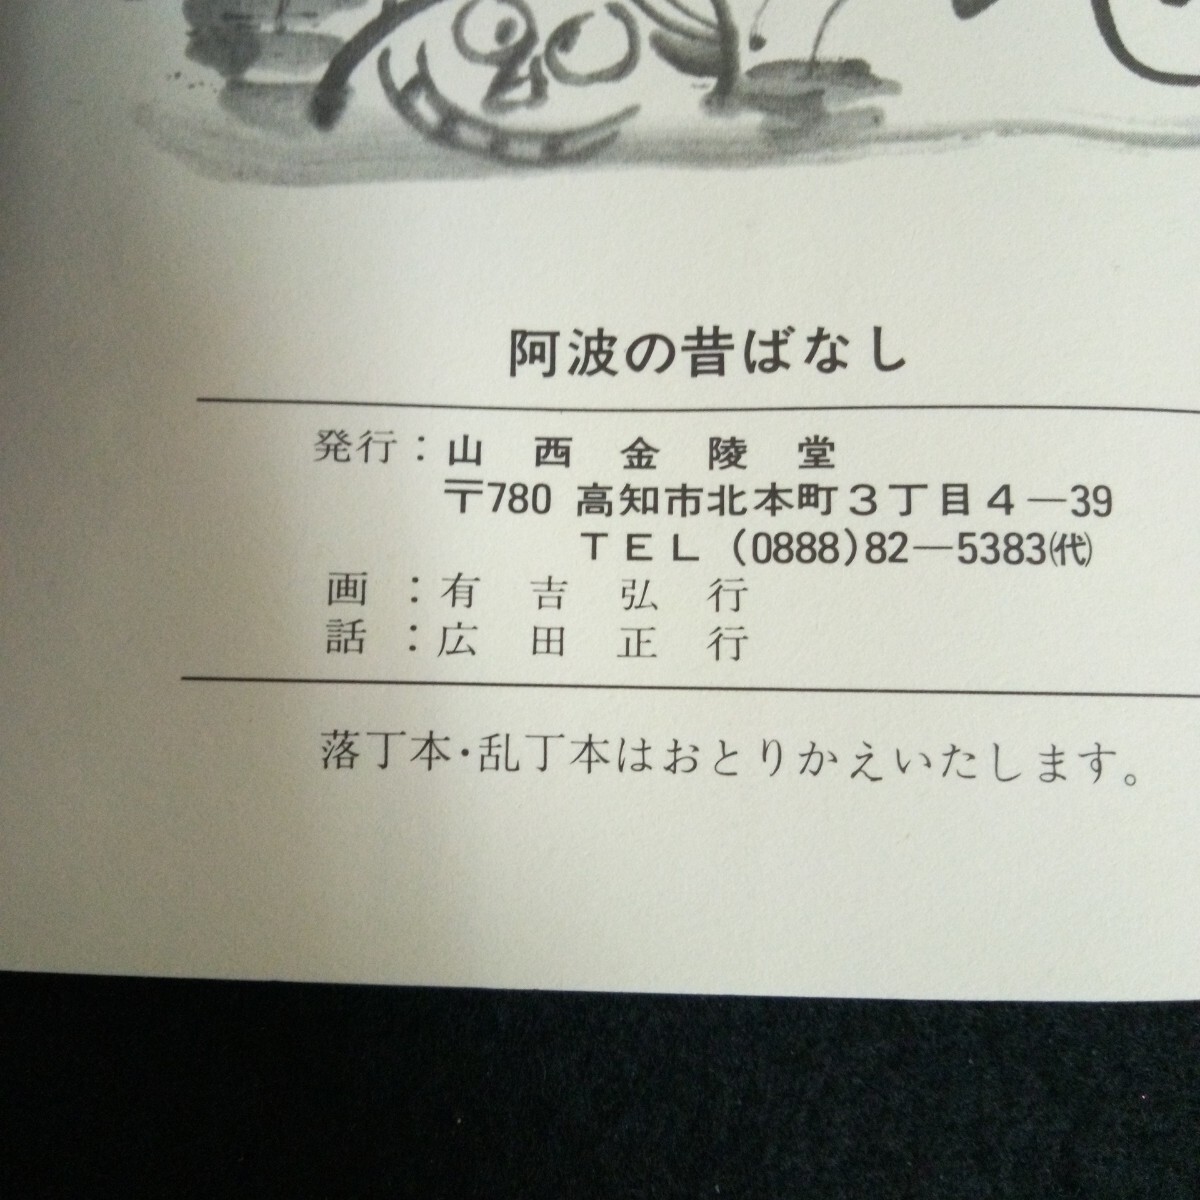 阿波の昔ばなし
発行：山西金陵堂
〒780 高知市北本町3丁目4―39
TEL (0888)82―5383㈹
画：有吉弘行
話：広田正行
落丁本・乱丁本はおとりかえいたします。